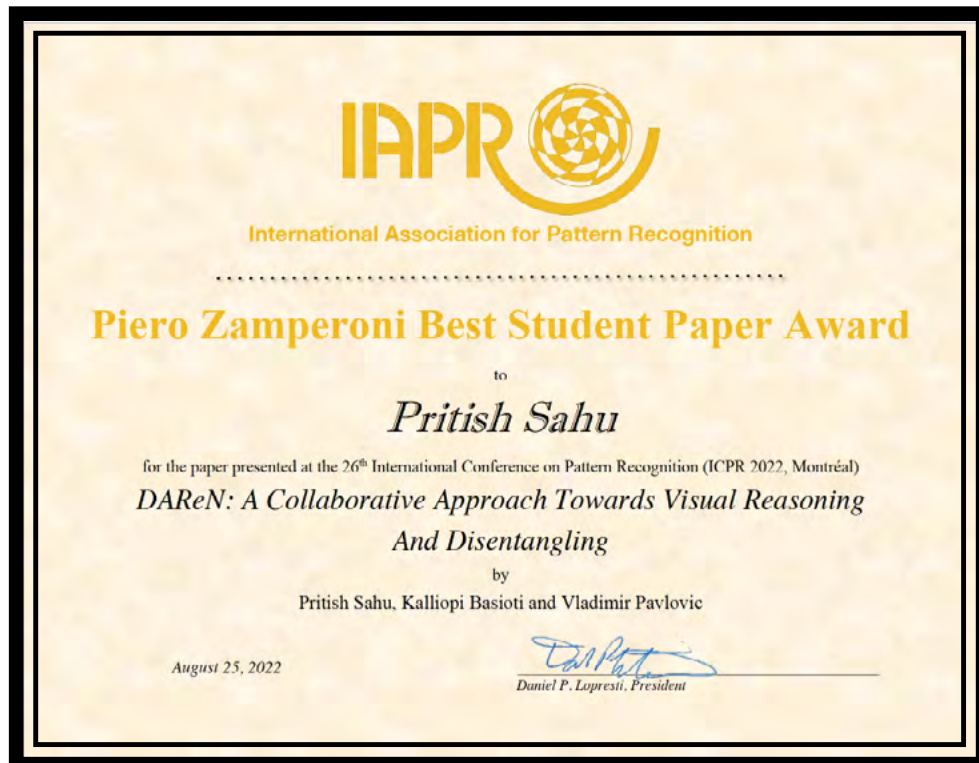 IAPR
International Association for Pattern Recognition
Piero Zamperoni Best Student Paper Award
to
Pritish Sahu
for the paper presented at the 26th International Conference on Pattern Recognition (ICPR 2022, Montréal)
DAReN: A Collaborative Approach Towards Visual Reasoning
And Disentangling
by
Pritish Sahu, Kalliopi Basioti and Vladimir Pavlovic
August 25, 2022
Daniel P. Lopresti, President